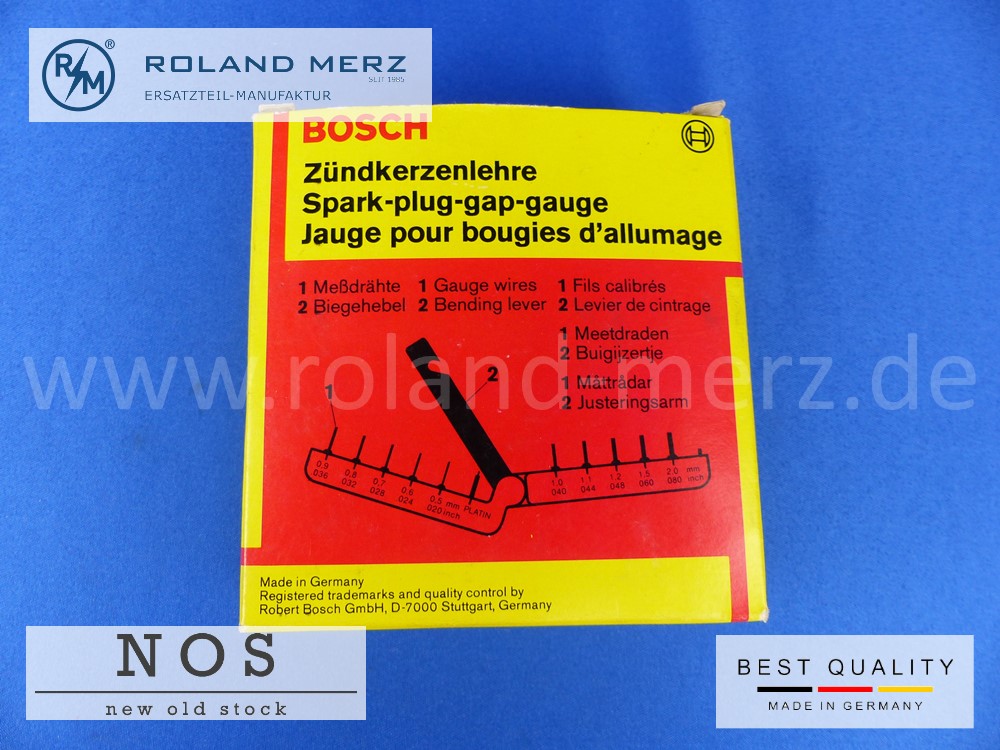 RM®
ROLAND MERZ
SEIT 1985
ERSATZTEIL-MANUFAKTUR
BOSCH
Zündkerzenlehre
Spark-plug-gap-gauge
Jauge pour bougies d'allumage
1 Meßdrähte 1 Gauge wires 1 Fils calibrés
2 Biegehebel 2 Bending lever 2 Levier de cintrage
1 Meetdraden
2 Buigijzertje
www.roland-merz.de
1 Måttrådar
2 Justeringsarm
1
2
0,9 0,8 0,7 0,6 0,5 mm PLATIN
036 032 028 024 020 inch
1.0 1.1 1.2 1.5 2.0 mm
040 044 048 060 080 inch
Made in Germany
Registered trademarks and quality control by
Robert Bosch GmbH, D-7000 Stuttgart, Germany
NOS
new old stock
BEST QUALITY
MADE IN GERMANY